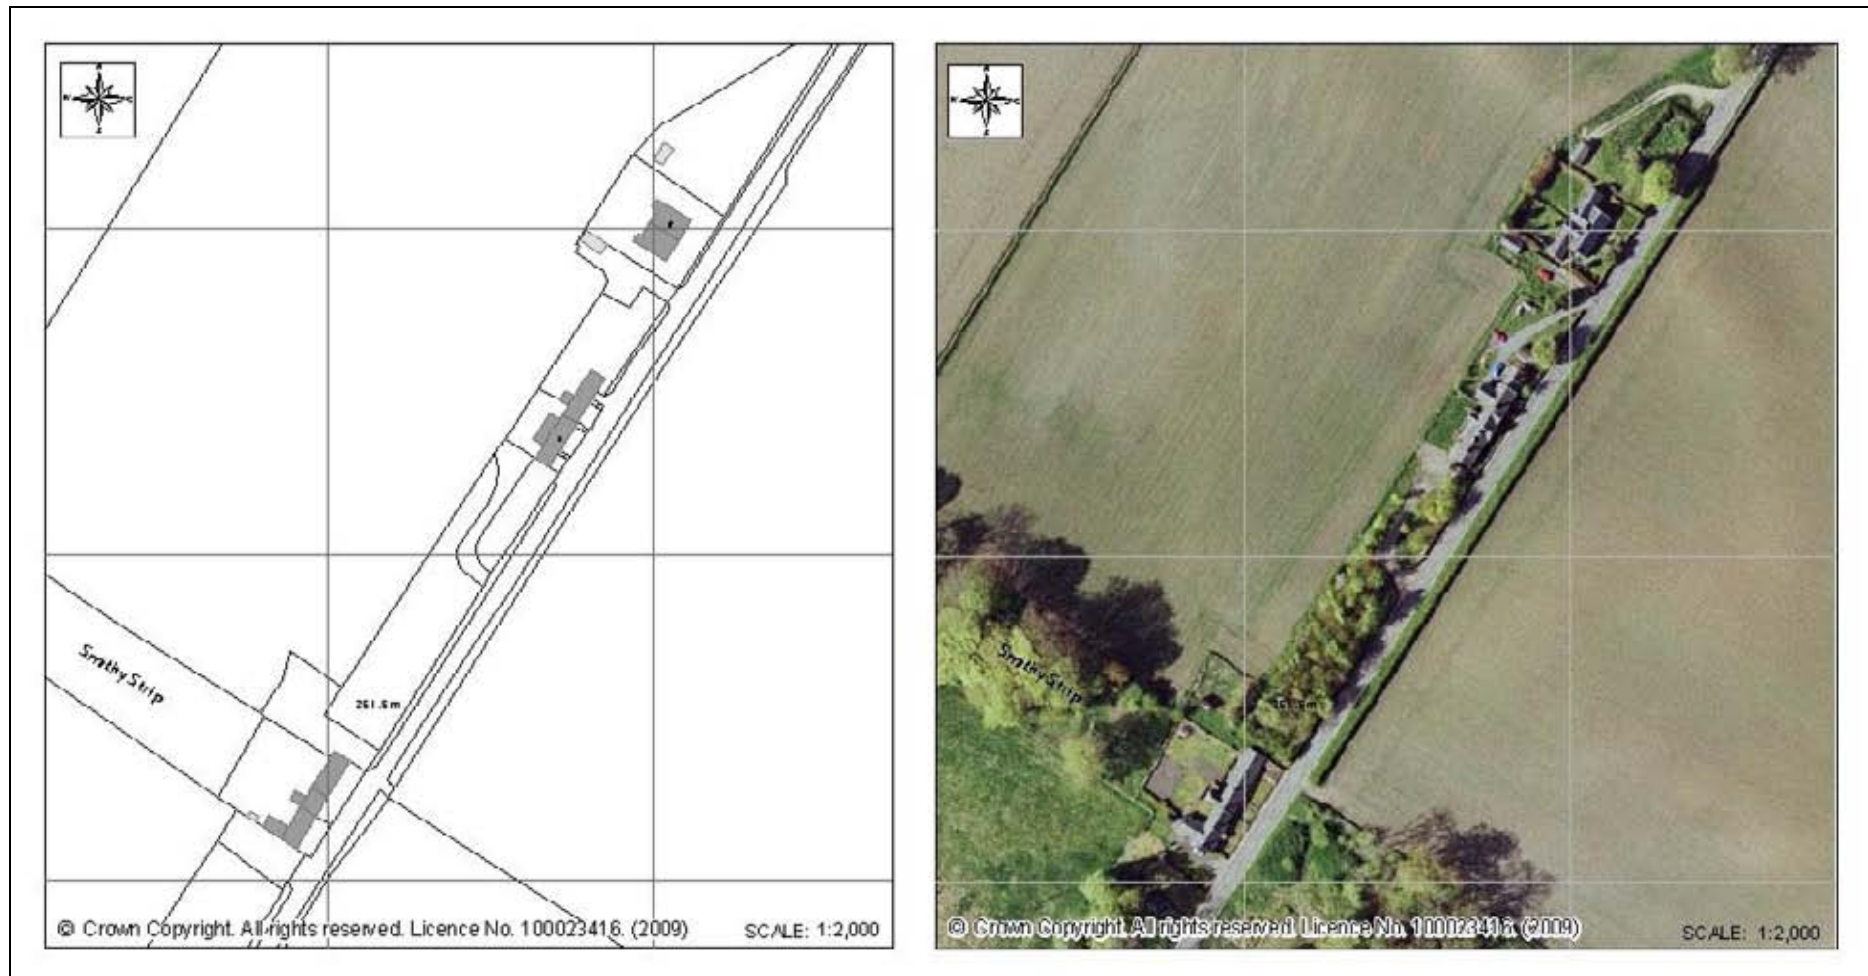 Smithy Strip
261.6m
© Crown Copyright. All rights reserved. Licence No. 100023416. (2009)
SCALE: 1:2,000
Smithy Strip
© Crown Copyright. All rights reserved. Licence No. 100023416. (2009)
SCALE: 1:2,000